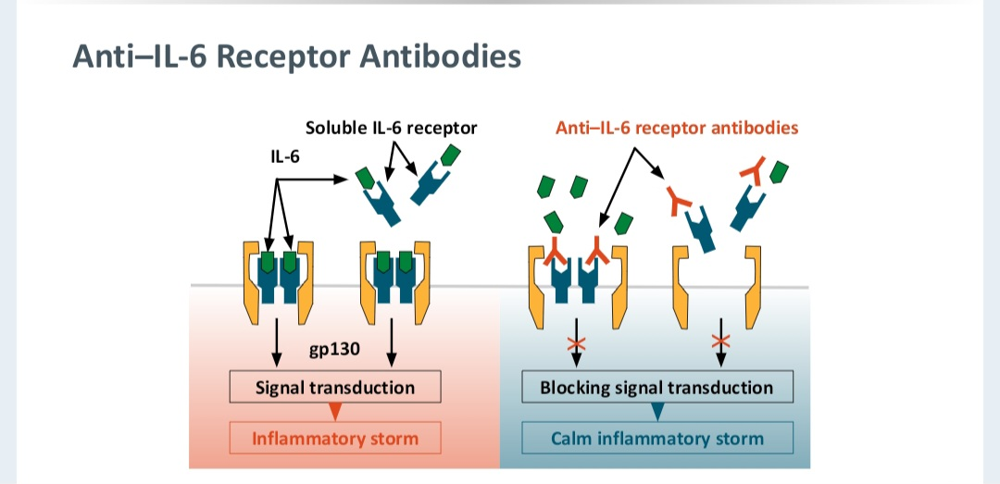 Anti–IL-6 Receptor Antibodies
Soluble IL-6 receptor
IL-6
gp130
Signal transduction
Inflammatory storm
Anti–IL-6 receptor antibodies
Blocking signal transduction
Calm inflammatory storm